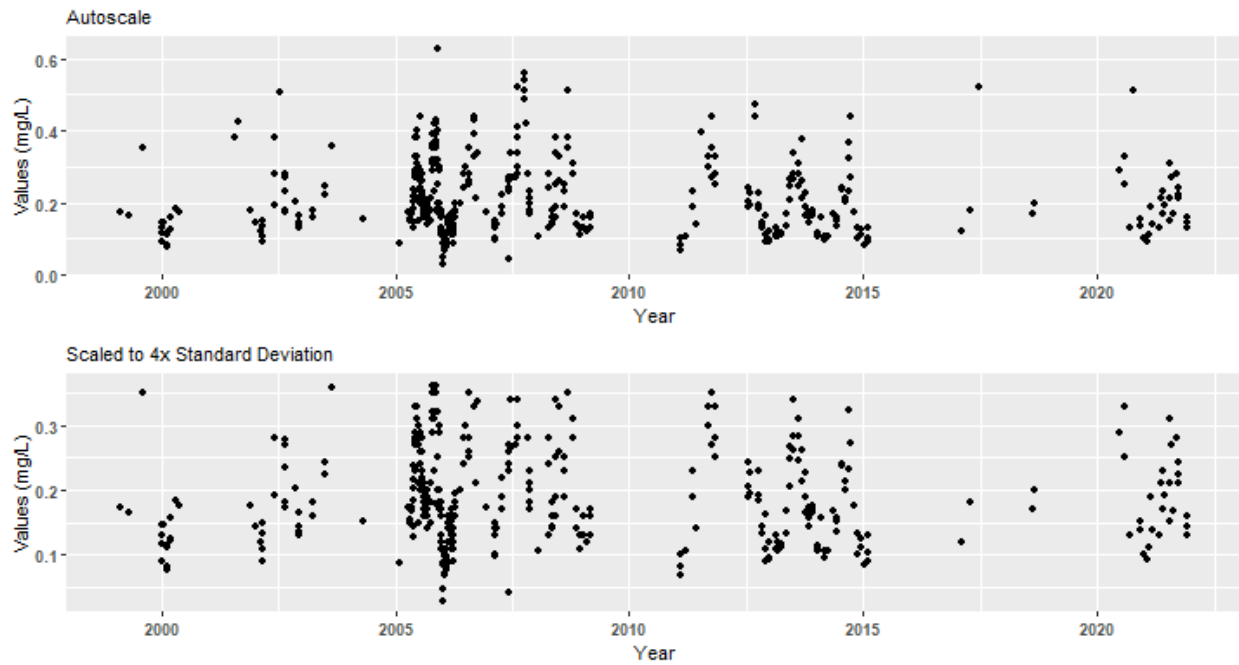 Autoscale
Values (mg/L)
0.6
0.4
0.2
0.0
2000 2005 2010 2015 2020
Year
Scaled to 4x Standard Deviation
Values (mg/L)
0.3
0.2
0.1
2000 2005 2010 2015 2020
Year